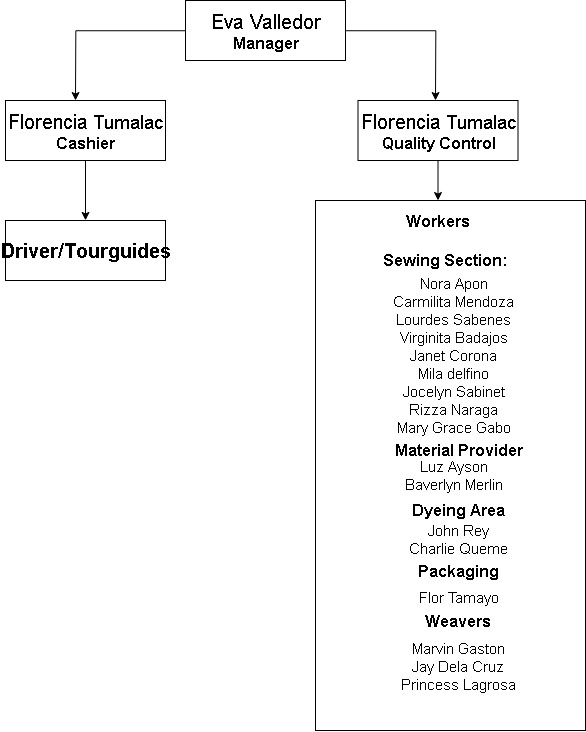 Eva Valledor
Manager
Florencia Tumalac
Cashier
Florencia Tumalac
Quality Control
Driver/Tourguides
Workers
Sewing Section:
Nora Apon
Carmilita Mendoza
Lourdes Sabenes
Virginita Badajos
Janet Corona
Mila delfino
Jocelyn Sabinet
Rizza Naraga
Mary Grace Gabo
Material Provider
Luz Ayson
Baverlyn Merlin
Dyeing Area
John Rey
Charlie Queme
Packaging
Flor Tamayo
Weavers
Marvin Gaston
Jay Dela Cruz
Princess Lagrosa